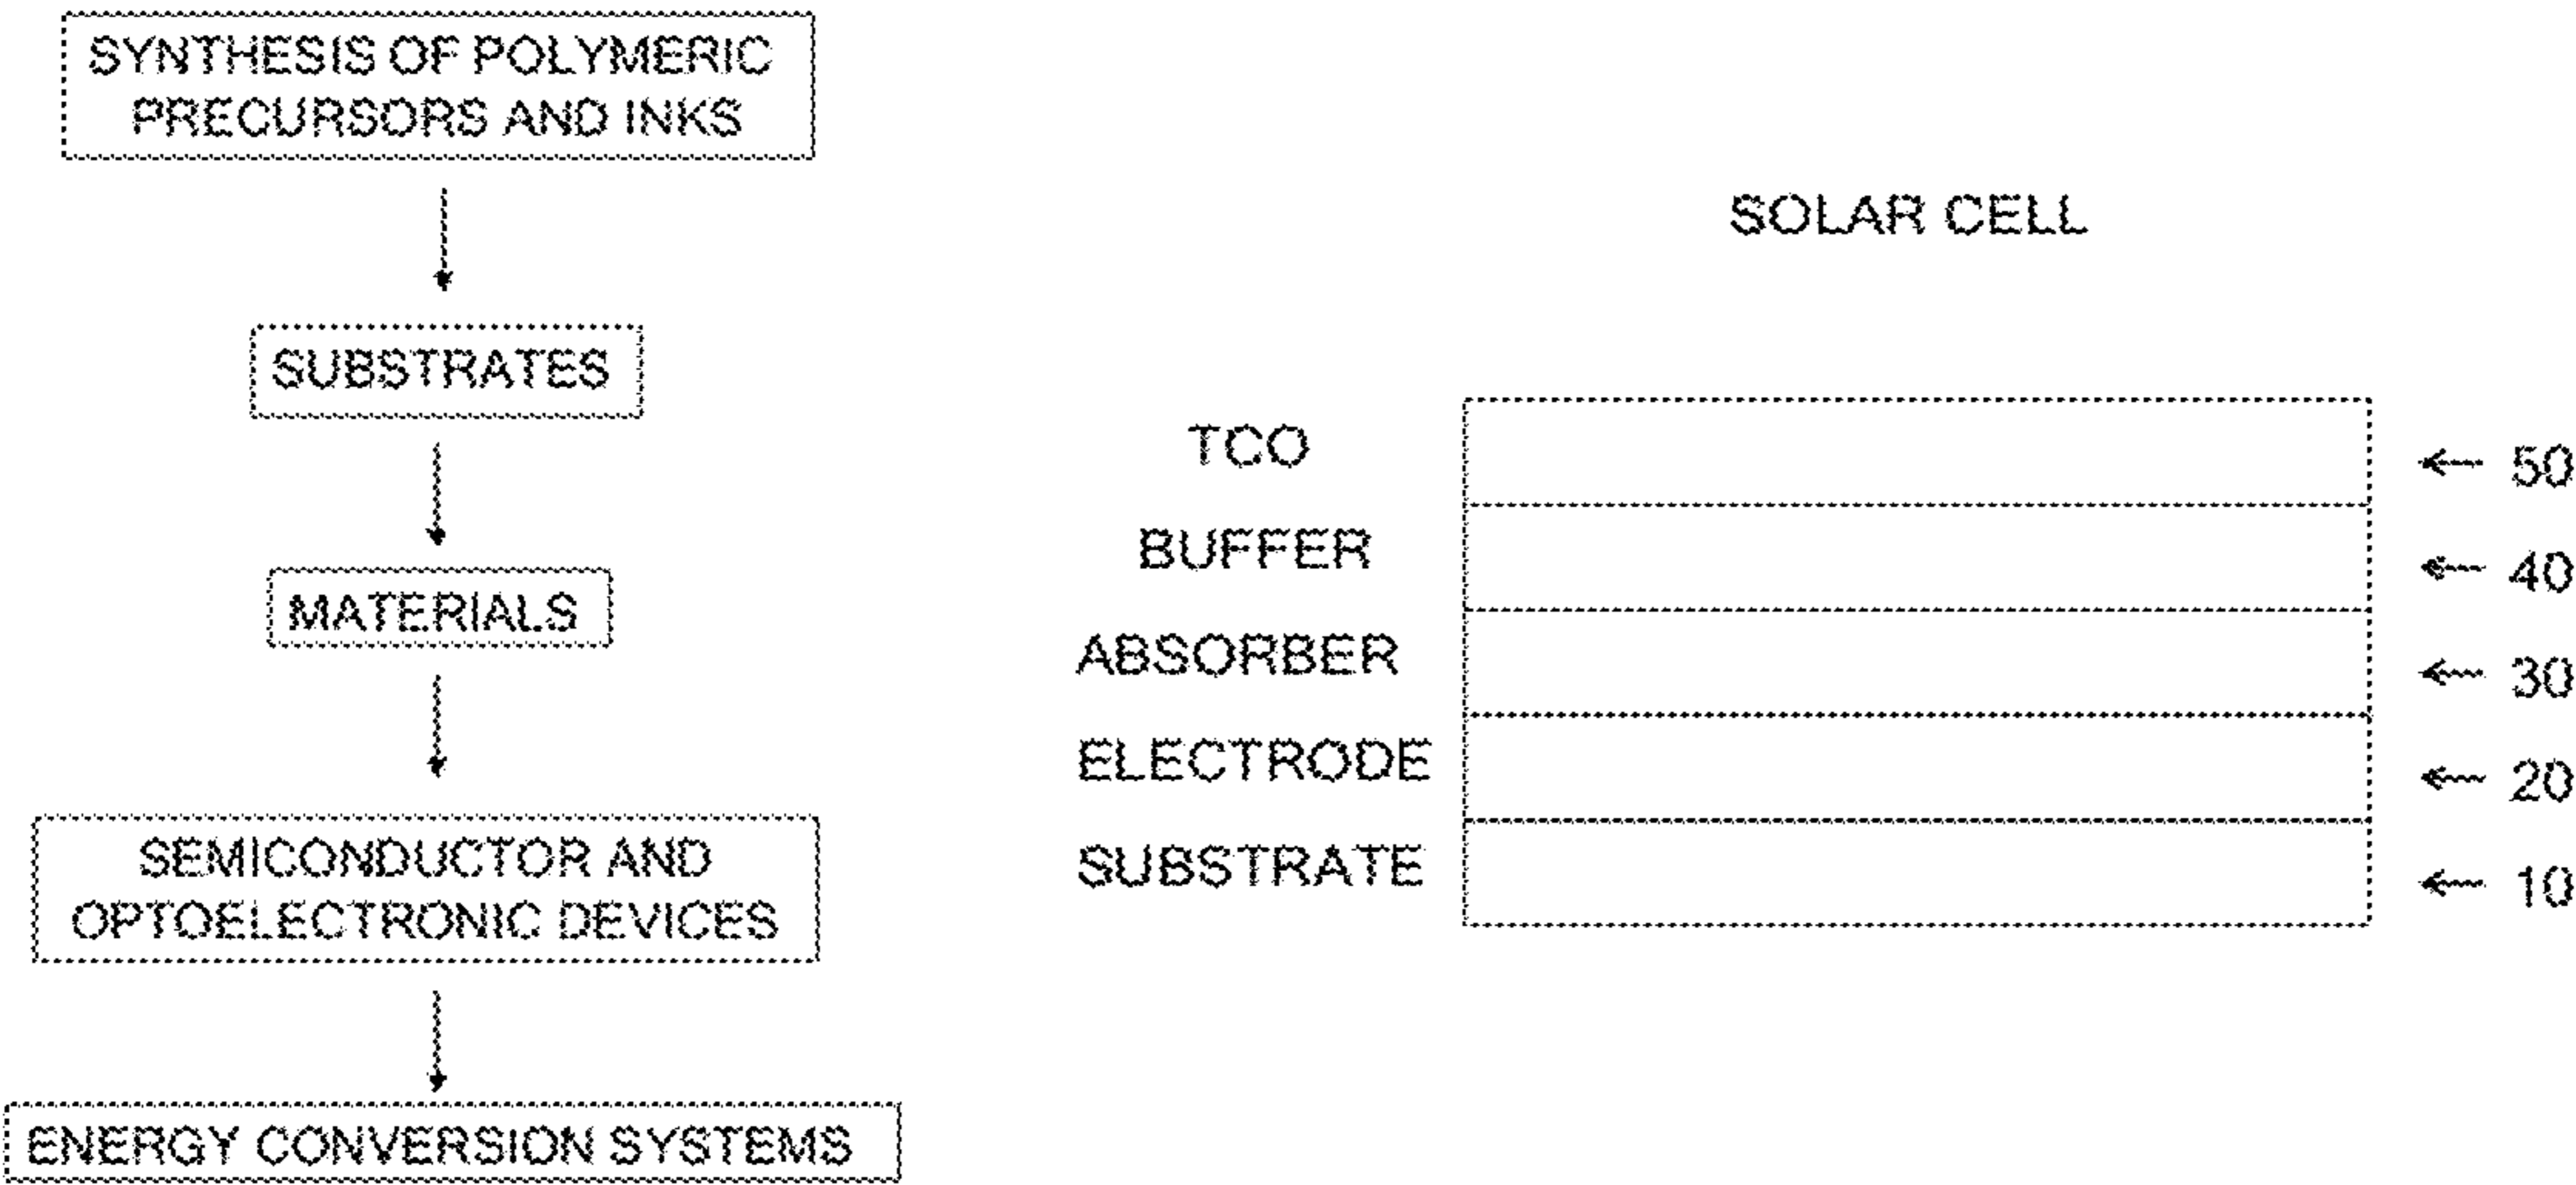 SYNTHESIS OF POLYMERIC
PRECURSORS AND INKS
SUBSTRATES
MATERIALS
SEMICONDUCTOR AND
OPTOELECTRONIC DEVICES
ENERGY CONVERSION SYSTEMS
SOLAR CELL
TCO 50
BUFFER 40
ABSORBER 30
ELECTRODE 20
SUBSTRATE 10